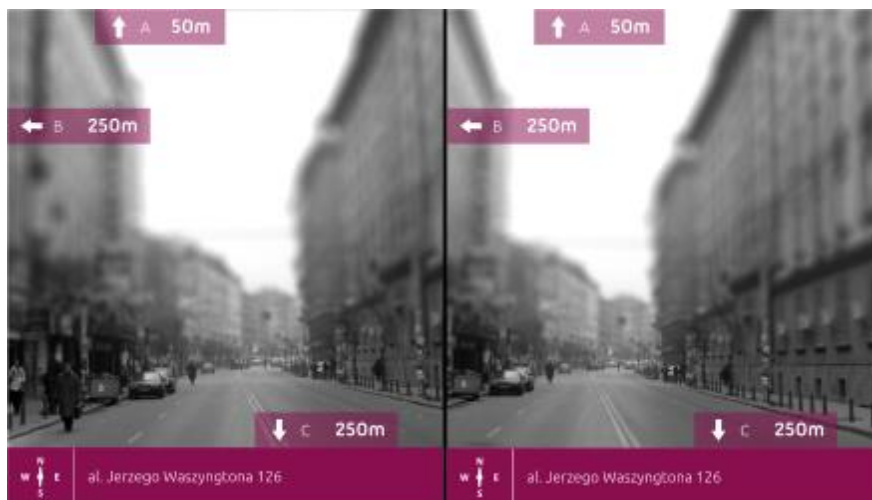 A 50m
A 50m
B 250m
B 250m
C 250m
C 250m
N
W E
S
al. Jerzego Waszyngtona 126
N
W E
S
al. Jerzego Waszyngtona 126